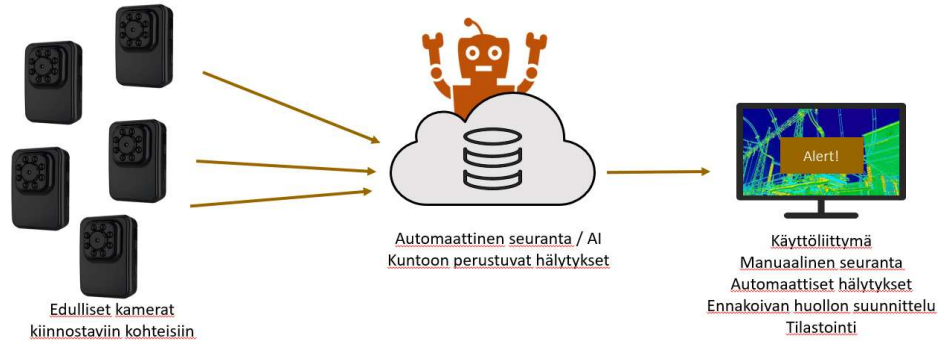 Edulliset kamerat
kiinnostaviin kohteisiin
Automaattinen seuranta / AI
Kuntoon perustuvat hälytykset
Alert!
Käyttöliittymä
Manuaalinen seuranta
Automaattiset hälytykset
Ennakoivan huollon suunnittelu
Tilastointi